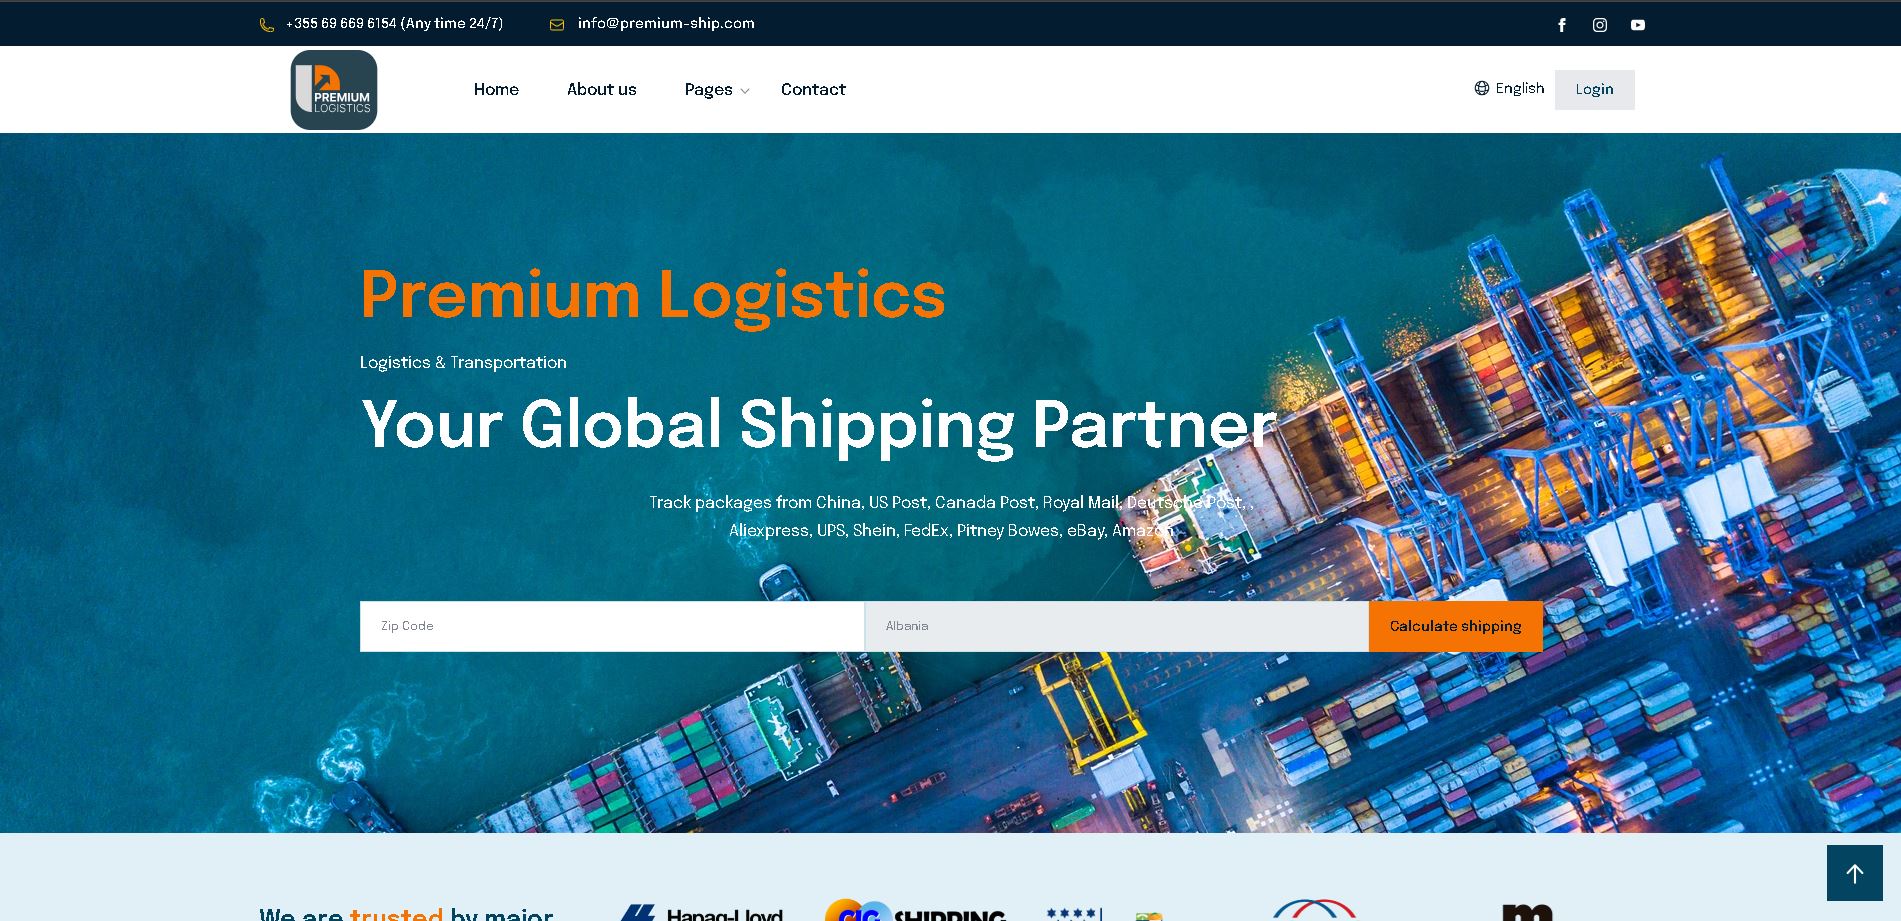 +355 69 669 6154 (Any time 24/7)
info@premium-ship.com
PREMIUM
LOGISTICS
Home
About us
Pages
Contact
English
Login
Premium Logistics
Logistics & Transportation
Your Global Shipping Partner
Track packages from China, US Post, Canada Post, Royal Mail, Deutsche Post, ,
Aliexpress, UPS, Shein, FedEx, Pitney Bowes, eBay, Amazon
Zip Code
Albania
Calculate shipping
We are trusted by major
Hapag-Lloyd
CIG SHIPPING
m